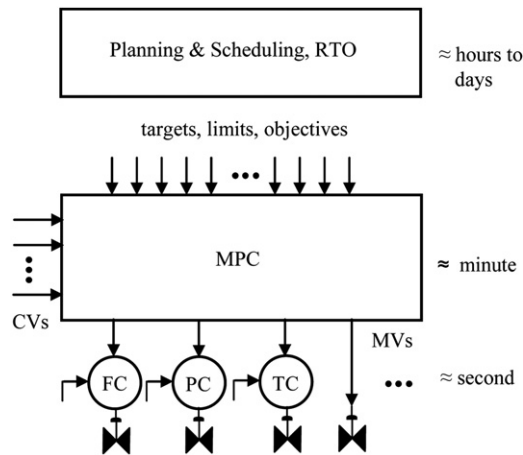 Planning & Scheduling, RTO
≈ hours to
days
targets, limits, objectives
MPC
≈ minute
CVs
MVs
FC
PC
TC
≈ second